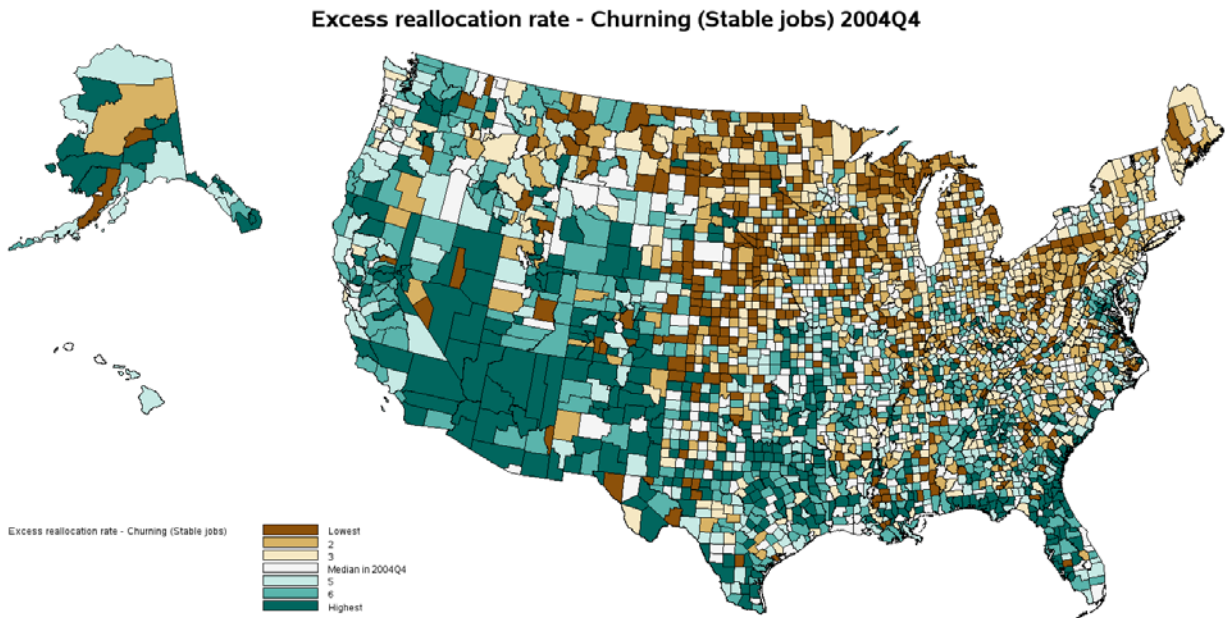 Excess reallocation rate - Churning (Stable jobs) 2004Q4
Excess reallocation rate - Churning (Stable jobs)
Lowest
2
3
Median in 2004Q4
5
6
Highest